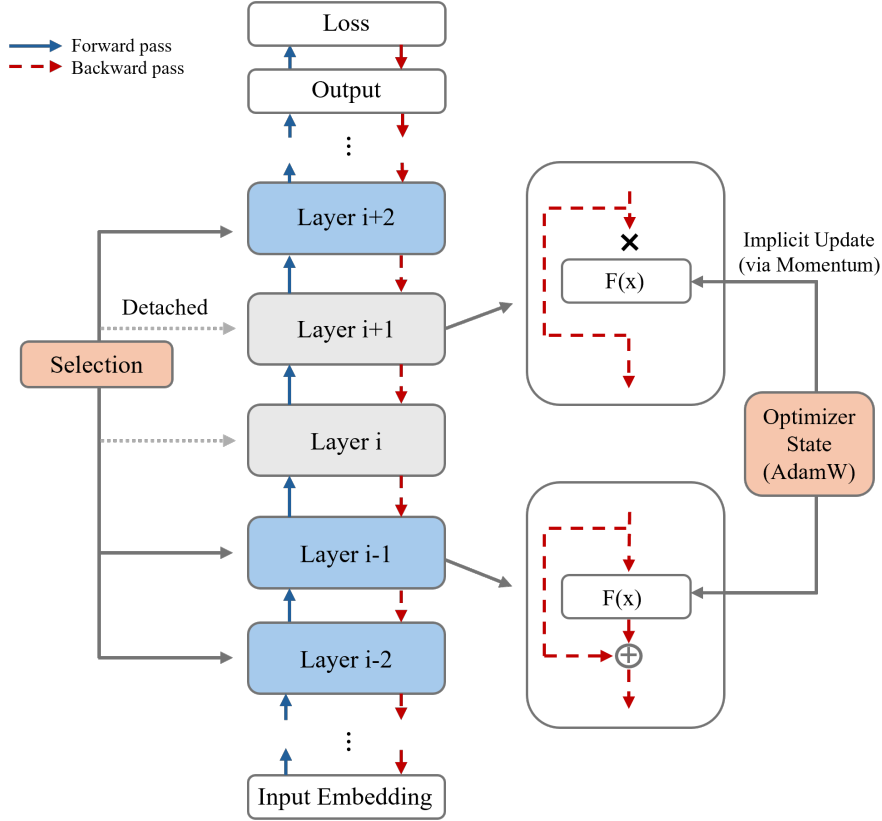 Loss
Forward pass
Backward pass
Output
...
Layer i+2
Implicit Update
(via Momentum)
F(x)
Detached
Layer i+1
Selection
Optimizer
State
(AdamW)
Layer i
Layer i-1
F(x)
Layer i-2
...
Input Embedding